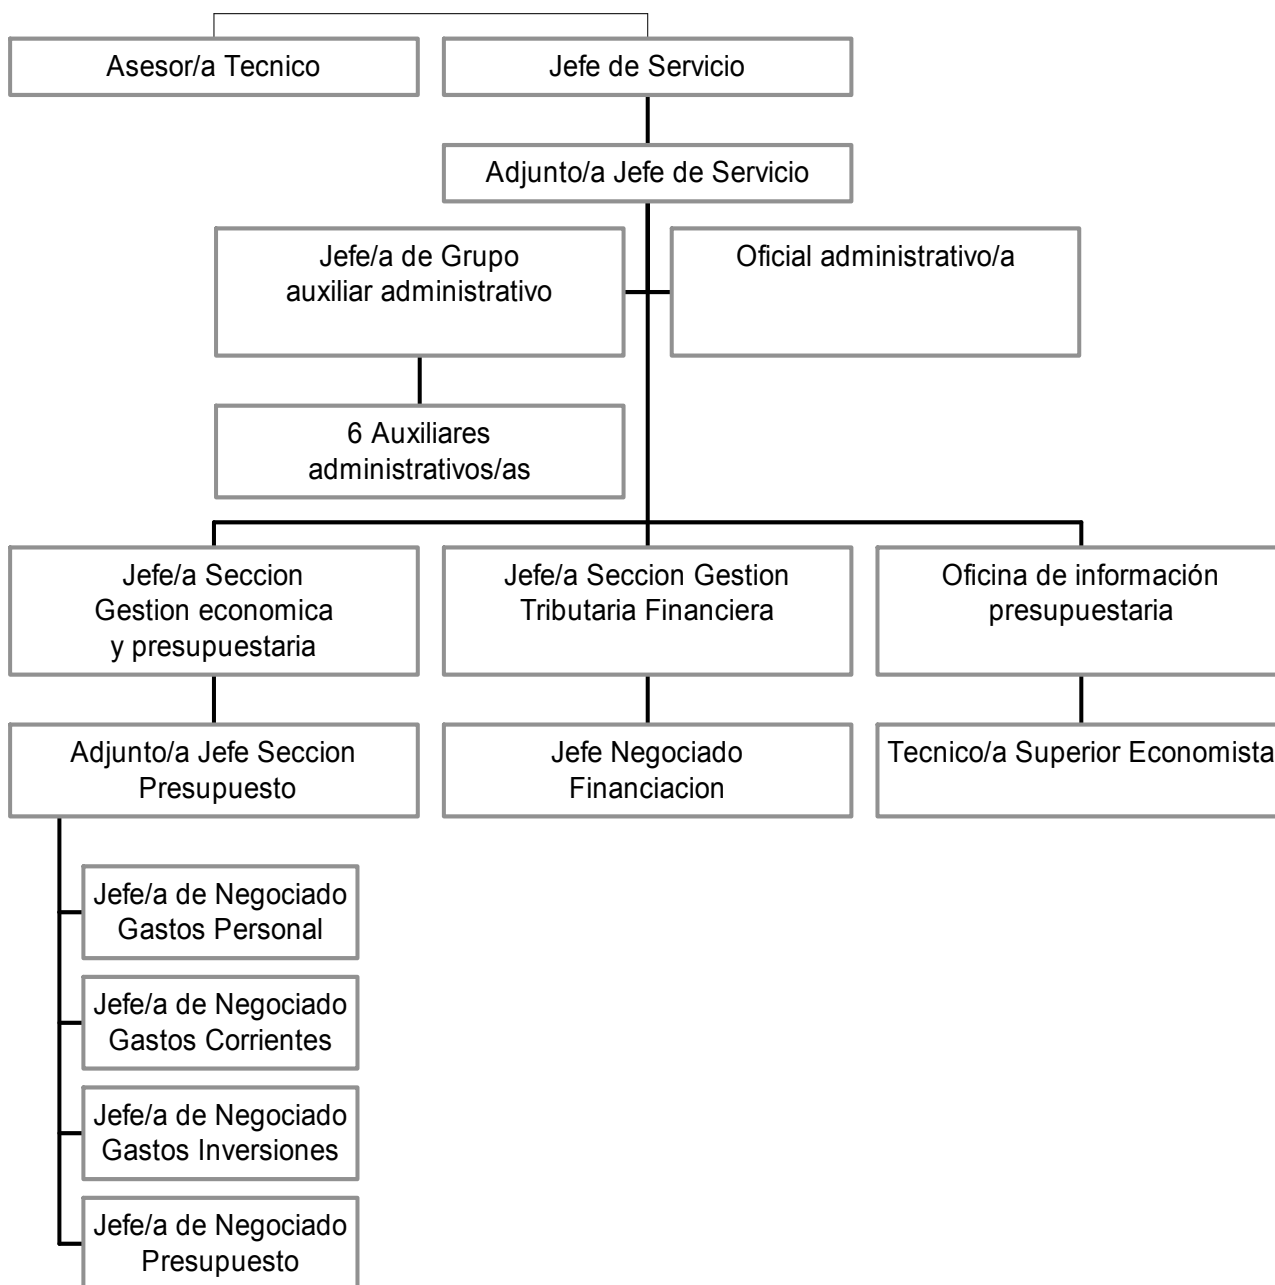 Asesor/a Tecnico
Jefe de Servicio
Adjunto/a Jefe de Servicio
Jefe/a de Grupo
auxiliar administrativo
Oficial administrativo/a
6 Auxiliares
administrativos/as
Jefe/a Seccion
Gestion economica
y presupuestaria
Jefe/a Seccion Gestion
Tributaria Financiera
Oficina de información
presupuestaria
Adjunto/a Jefe Seccion
Presupuesto
Jefe Negociado
Financiacion
Tecnico/a Superior Economista
Jefe/a de Negociado
Gastos Personal
Jefe/a de Negociado
Gastos Corrientes
Jefe/a de Negociado
Gastos Inversiones
Jefe/a de Negociado
Presupuesto